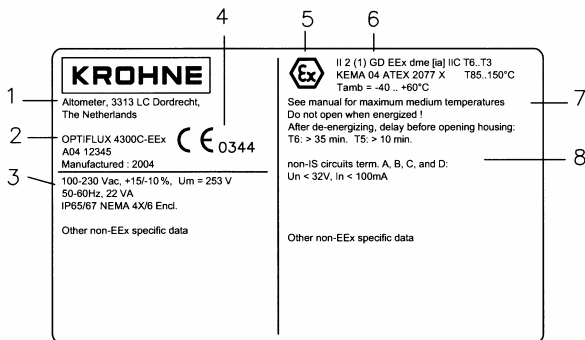 4
5
6
KROHNE
1
Altometer, 3313 LC Dordrecht,
The Netherlands
2
OPTIFLUX 4300C-EEx
A04 12345
Manufactured : 2004
CE 0344
3
100-230 Vac, +15/-10%, Um = 253 V
50-60Hz, 22 VA
IP65/67 NEMA 4X/6 Encl.
Other non-EEx specific data
Ex
II 2 (1) GD EEx dme [ia] IIC T6..T3
KEMA 04 ATEX 2077 X T85..150°C
Tamb = -40 .. +60°C
See manual for maximum medium temperatures
7
Do not open when energized !
After de-energizing, delay before opening housing:
T6: > 35 min. T5: > 10 min.
8
non-IS circuits term. A, B, C, and D:
Un < 32V, In < 100mA
Other non-EEx specific data